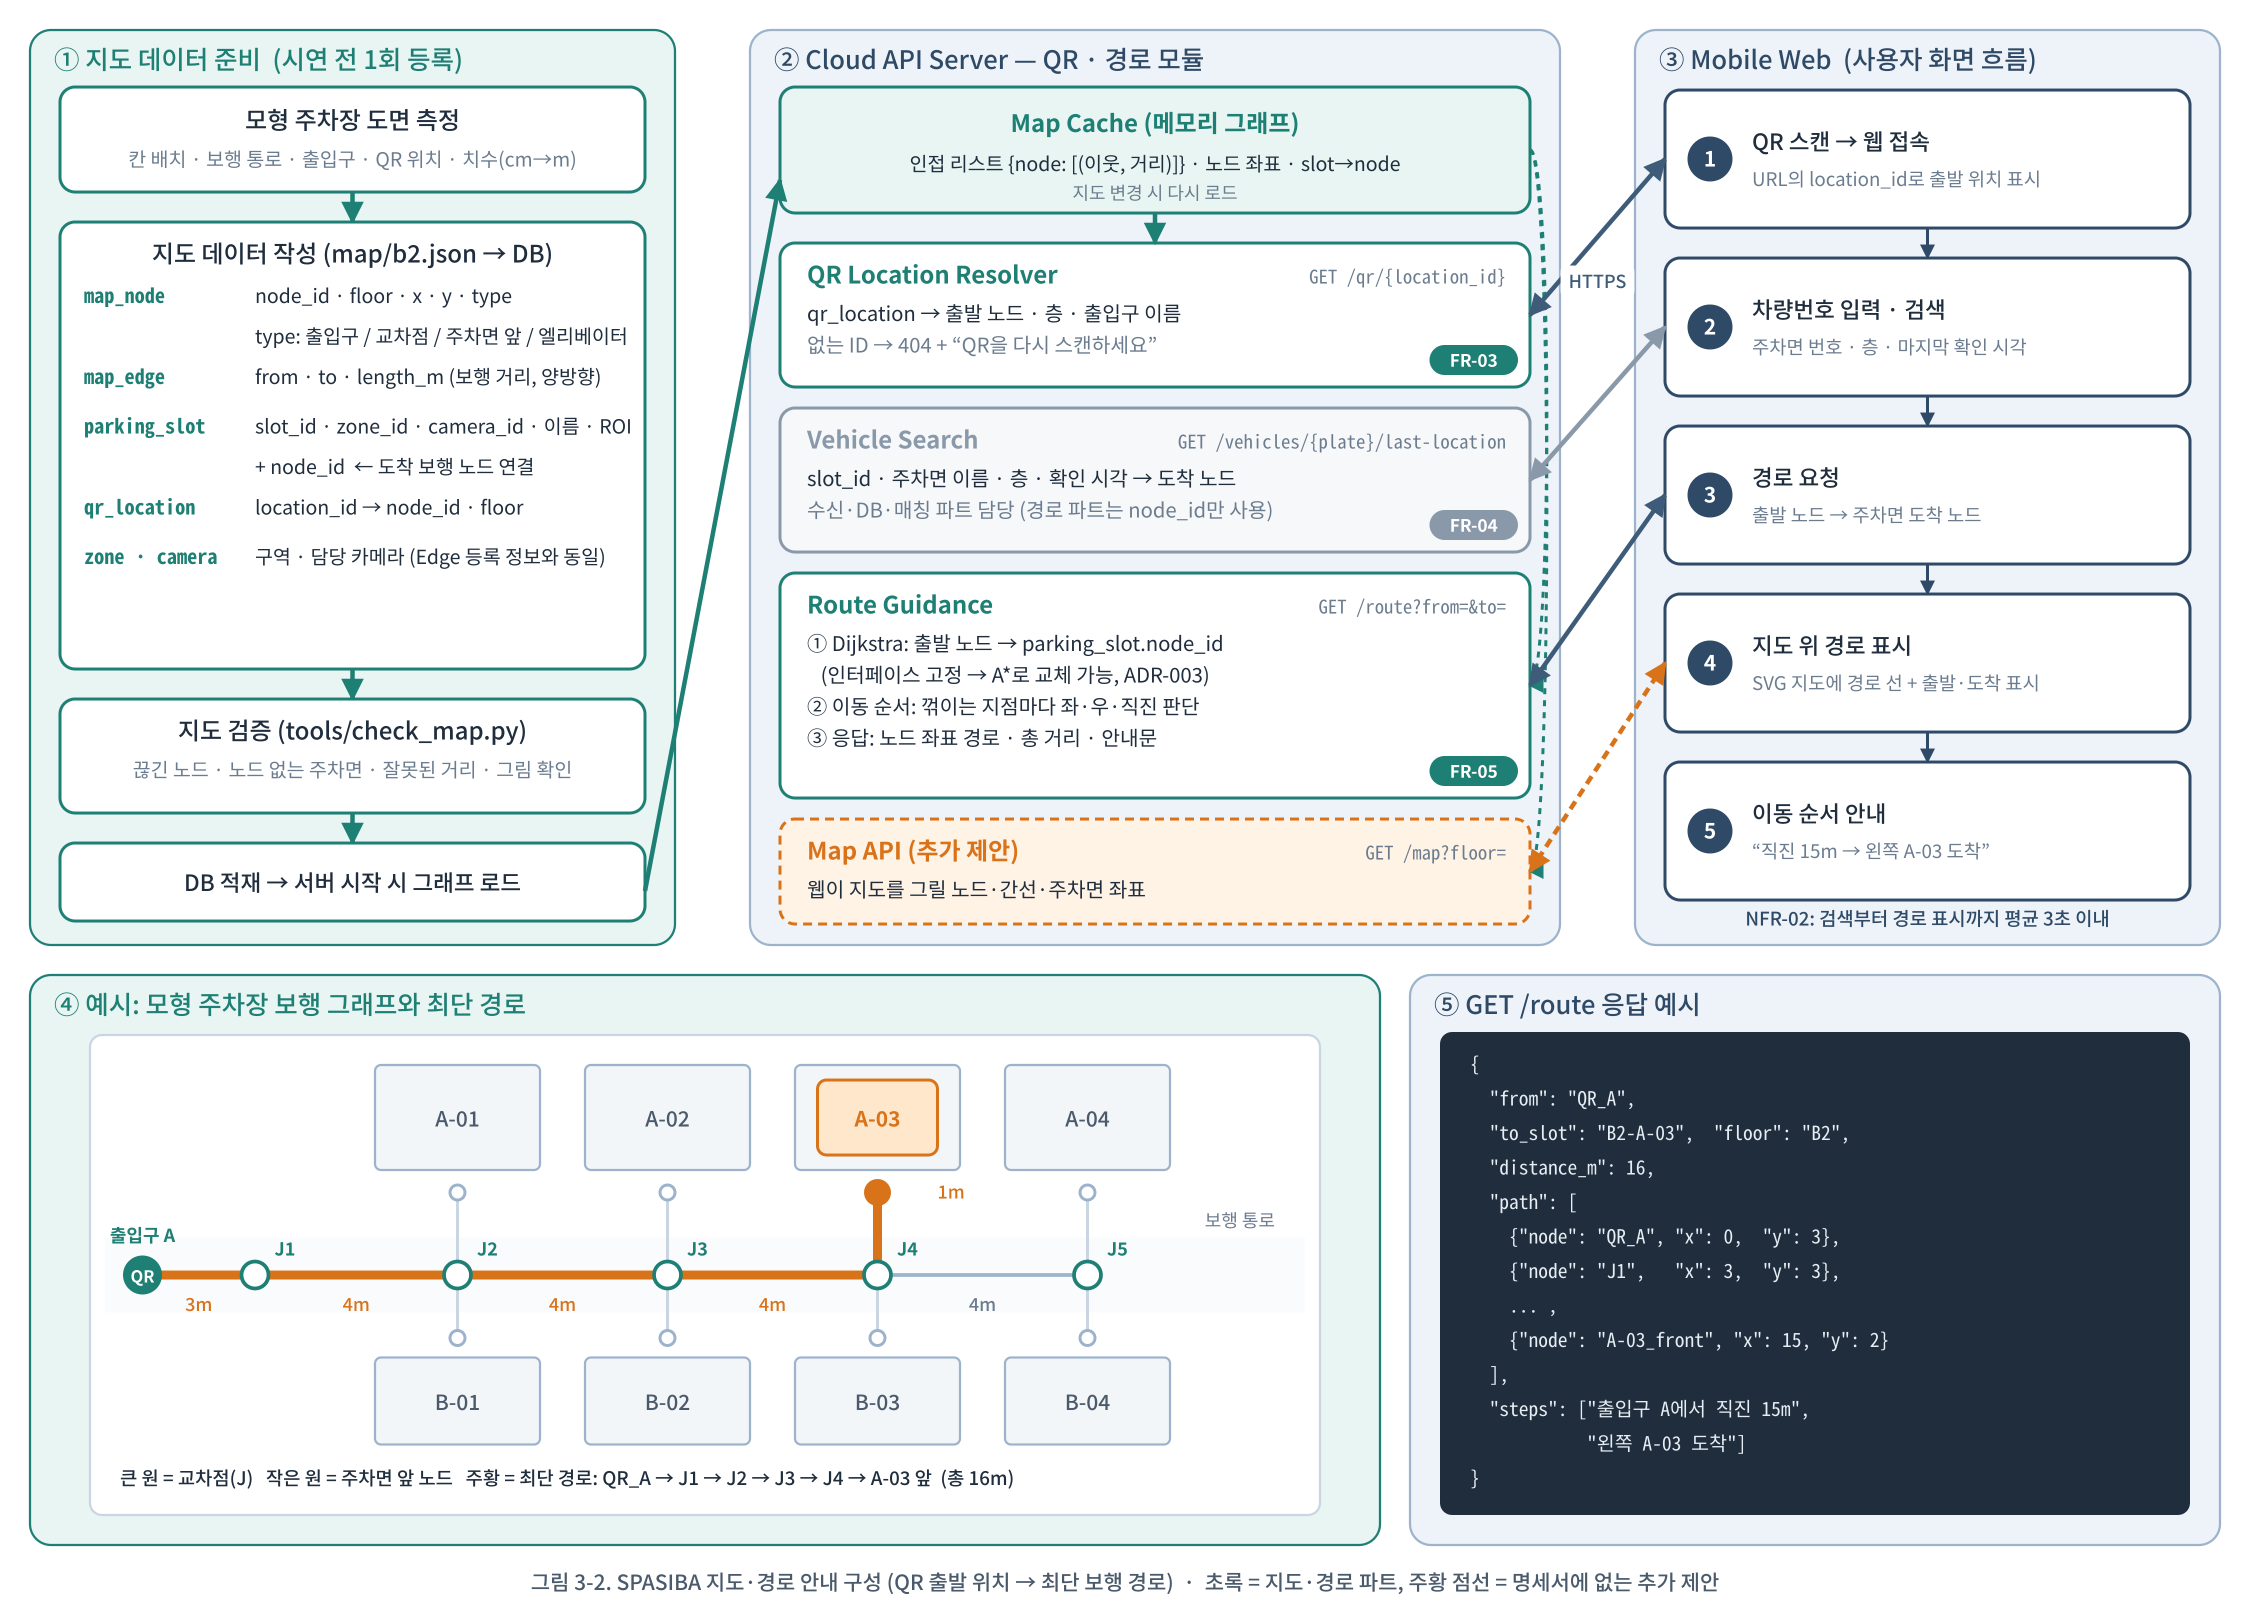 ① 지도 데이터 준비 (시연 전 1회 등록)
모형 주차장 도면 측정
칸 배치 · 보행 통로 · 출입구 · QR 위치 · 치수(cm→m)
지도 데이터 작성 (map/b2.json → DB)
map_node node_id · floor · x · y · type
type: 출입구 / 교차점 / 주차면 앞 / 엘리베이터
map_edge from · to · length_m (보행 거리, 양방향)
parking_slot slot_id · zone_id · camera_id · 이름 · ROI
+ node_id ← 도착 보행 노드 연결
qr_location location_id → node_id · floor
zone · camera 구역 · 담당 카메라 (Edge 등록 정보와 동일)
지도 검증 (tools/check_map.py)
끊긴 노드 · 노드 없는 주차면 · 잘못된 거리 · 그림 확인
DB 적재 → 서버 시작 시 그래프 로드
② Cloud API Server — QR · 경로 모듈
Map Cache (메모리 그래프)
인접 리스트 {node: [(이웃, 거리)]} · 노드 좌표 · slot→node
지도 변경 시 다시 로드
QR Location Resolver GET /qr/{location_id}
qr_location → 출발 노드 · 층 · 출입구 이름
없는 ID → 404 + “QR을 다시 스캔하세요”
FR-03
Vehicle Search GET /vehicles/{plate}/last-location
slot_id · 주차면 이름 · 층 · 확인 시각 → 도착 노드
수신·DB·매칭 파트 담당 (경로 파트는 node_id만 사용)
FR-04
Route Guidance GET /route?from=&to=
① Dijkstra: 출발 노드 → parking_slot.node_id
(인터페이스 고정 → A*로 교체 가능, ADR-003)
② 이동 순서: 꺾이는 지점마다 좌·우·직진 판단
③ 응답: 노드 좌표 경로 · 총 거리 · 안내문
FR-05
Map API (추가 제안) GET /map?floor=
웹이 지도를 그릴 노드·간선·주차면 좌표
HTTPS
③ Mobile Web (사용자 화면 흐름)
1 QR 스캔 → 웹 접속
URL의 location_id로 출발 위치 표시
2 차량번호 입력 · 검색
주차면 번호 · 층 · 마지막 확인 시각
3 경로 요청
출발 노드 → 주차면 도착 노드
4 지도 위 경로 표시
SVG 지도에 경로 선 + 출발·도착 표시
5 이동 순서 안내
“직진 15m → 왼쪽 A-03 도착”
NFR-02: 검색부터 경로 표시까지 평균 3초 이내
④ 예시: 모형 주차장 보행 그래프와 최단 경로
A-01 A-02 A-03 A-04
1m
보행 통로
출입구 A
J1 J2 J3 J4 J5
QR
3m 4m 4m 4m 4m
B-01 B-02 B-03 B-04
큰 원 = 교차점(J) 작은 원 = 주차면 앞 노드 주황 = 최단 경로: QR_A → J1 → J2 → J3 → J4 → A-03 앞 (총 16m)
⑤ GET /route 응답 예시
{
"from": "QR_A",
"to_slot": "B2-A-03", "floor": "B2",
"distance_m": 16,
"path": [
{"node": "QR_A", "x": 0, "y": 3},
{"node": "J1", "x": 3, "y": 3},
... ,
{"node": "A-03_front", "x": 15, "y": 2}
],
"steps": ["출입구 A에서 직진 15m",
"왼쪽 A-03 도착"]
}
그림 3-2. SPASIBA 지도·경로 안내 구성 (QR 출발 위치 → 최단 보행 경로) · 초록 = 지도·경로 파트, 주황 점선 = 명세서에 없는 추가 제안